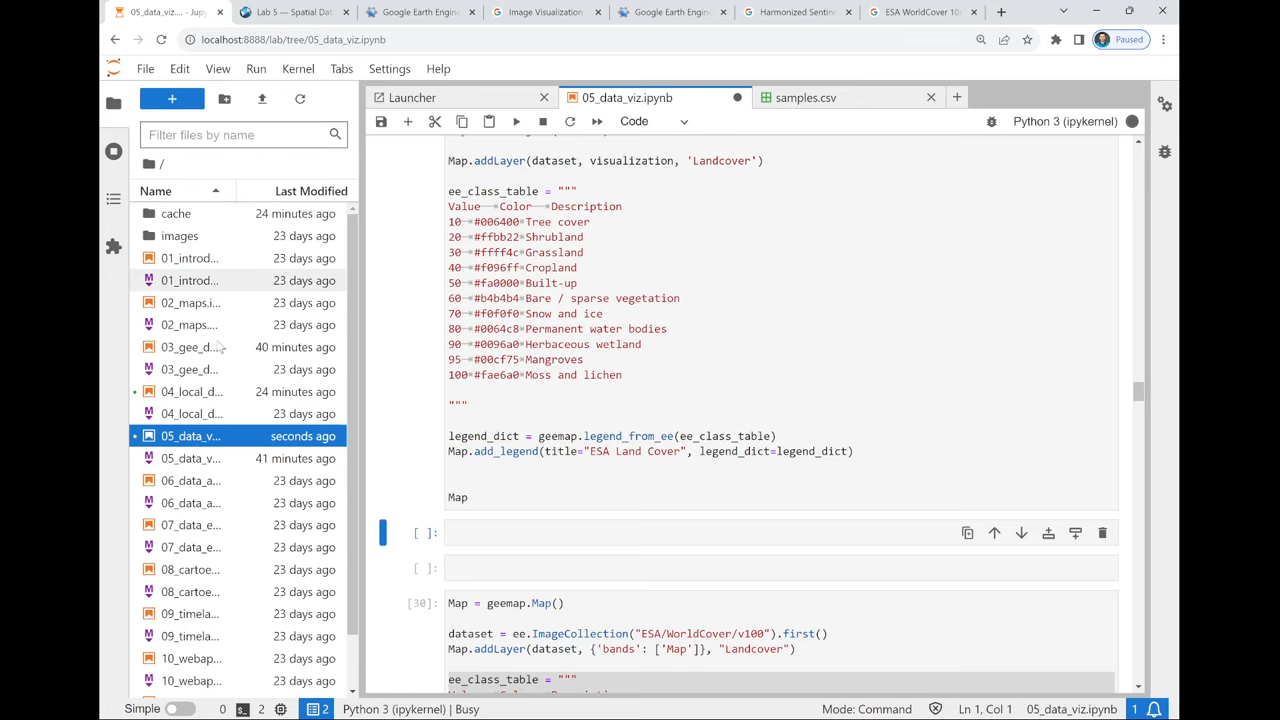 05_data_viz.... - Jupy
Lab 5 — Spatial Dat
Google Earth Engin
Image Visualization
Google Earth Engin
Harmonized Sentine
ESA WorldCover 10
localhost:8888/lab/tree/05_data_viz.ipynb
Paused
File Edit View Run Kernel Tabs Settings Help
Launcher
05_data_viz.ipynb
samples.csv
Filter files by name
Code
Python 3 (ipykernel)
/
Name
Last Modified
cache 24 minutes ago
images 23 days ago
01_introd... 23 days ago
01_introd... 23 days ago
02_maps.i... 23 days ago
02_maps.... 23 days ago
03_gee_d... 40 minutes ago
03_gee_d... 23 days ago
04_local_d... 24 minutes ago
04_local_d... 23 days ago
05_data_v... seconds ago
05_data_v... 41 minutes ago
06_data_a... 23 days ago
06_data_a... 23 days ago
07_data_e... 23 days ago
07_data_e... 23 days ago
08_cartoe... 23 days ago
08_cartoe... 23 days ago
09_timela... 23 days ago
09_timela... 23 days ago
10_webap... 23 days ago
10_webap... 23 days ago
Map.addLayer(dataset, visualization, 'Landcover')
ee_class_table = """
Value Color Description
10 #006400 Tree cover
20 #ffbb22 Shrubland
30 #ffff4c Grassland
40 #f096ff Cropland
50 #fa0000 Built-up
60 #b4b4b4 Bare / sparse vegetation
70 #f0f0f0 Snow and ice
80 #0064c8 Permanent water bodies
90 #0096a0 Herbaceous wetland
95 #00cf75 Mangroves
100 #fae6a0 Moss and lichen
"""
legend_dict = geemap.legend_from_ee(ee_class_table)
Map.add_legend(title="ESA Land Cover", legend_dict=legend_dict)
Map
[ ]:
[ ]:
[30]: Map = geemap.Map()
dataset = ee.ImageCollection("ESA/WorldCover/v100").first()
Map.addLayer(dataset, {'bands': ['Map']}, "Landcover")
ee_class_table = """
Simple 0 2 2 Python 3 (ipykernel) | Busy Mode: Command Ln 1, Col 1 05_data_viz.ipynb 1